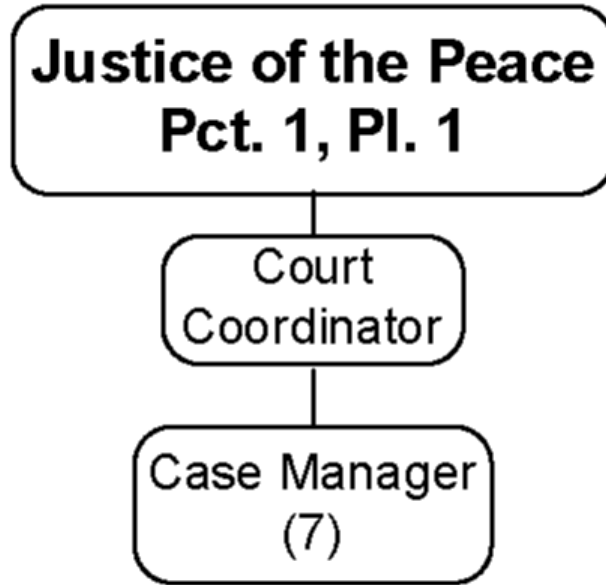 Justice of the Peace
Pct. 1, Pl. 1
Court
Coordinator
Case Manager
(7)